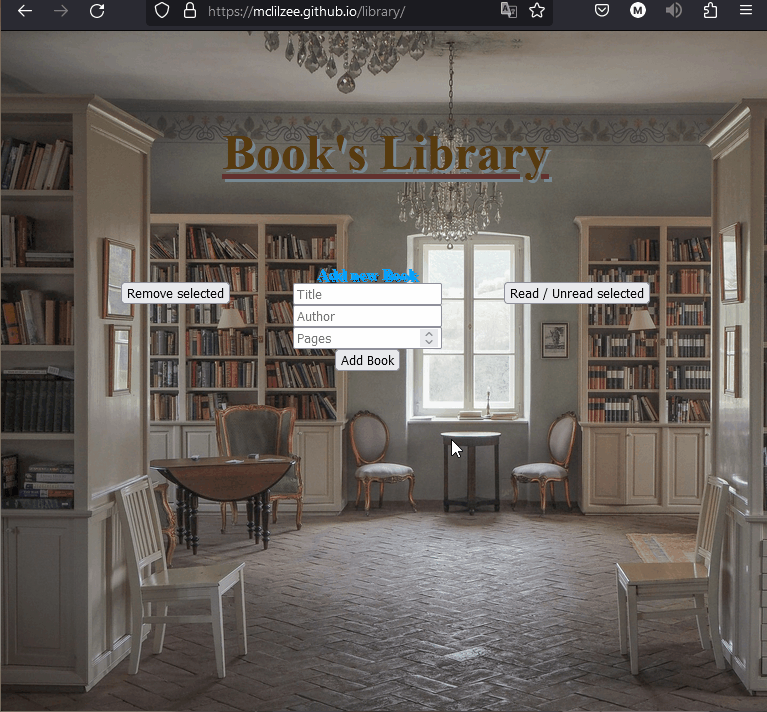 https://mclilzee.github.io/library/
M
Book's Library
Add new Book
Remove selected
Read / Unread selected
Title
Author
Pages
Add Book